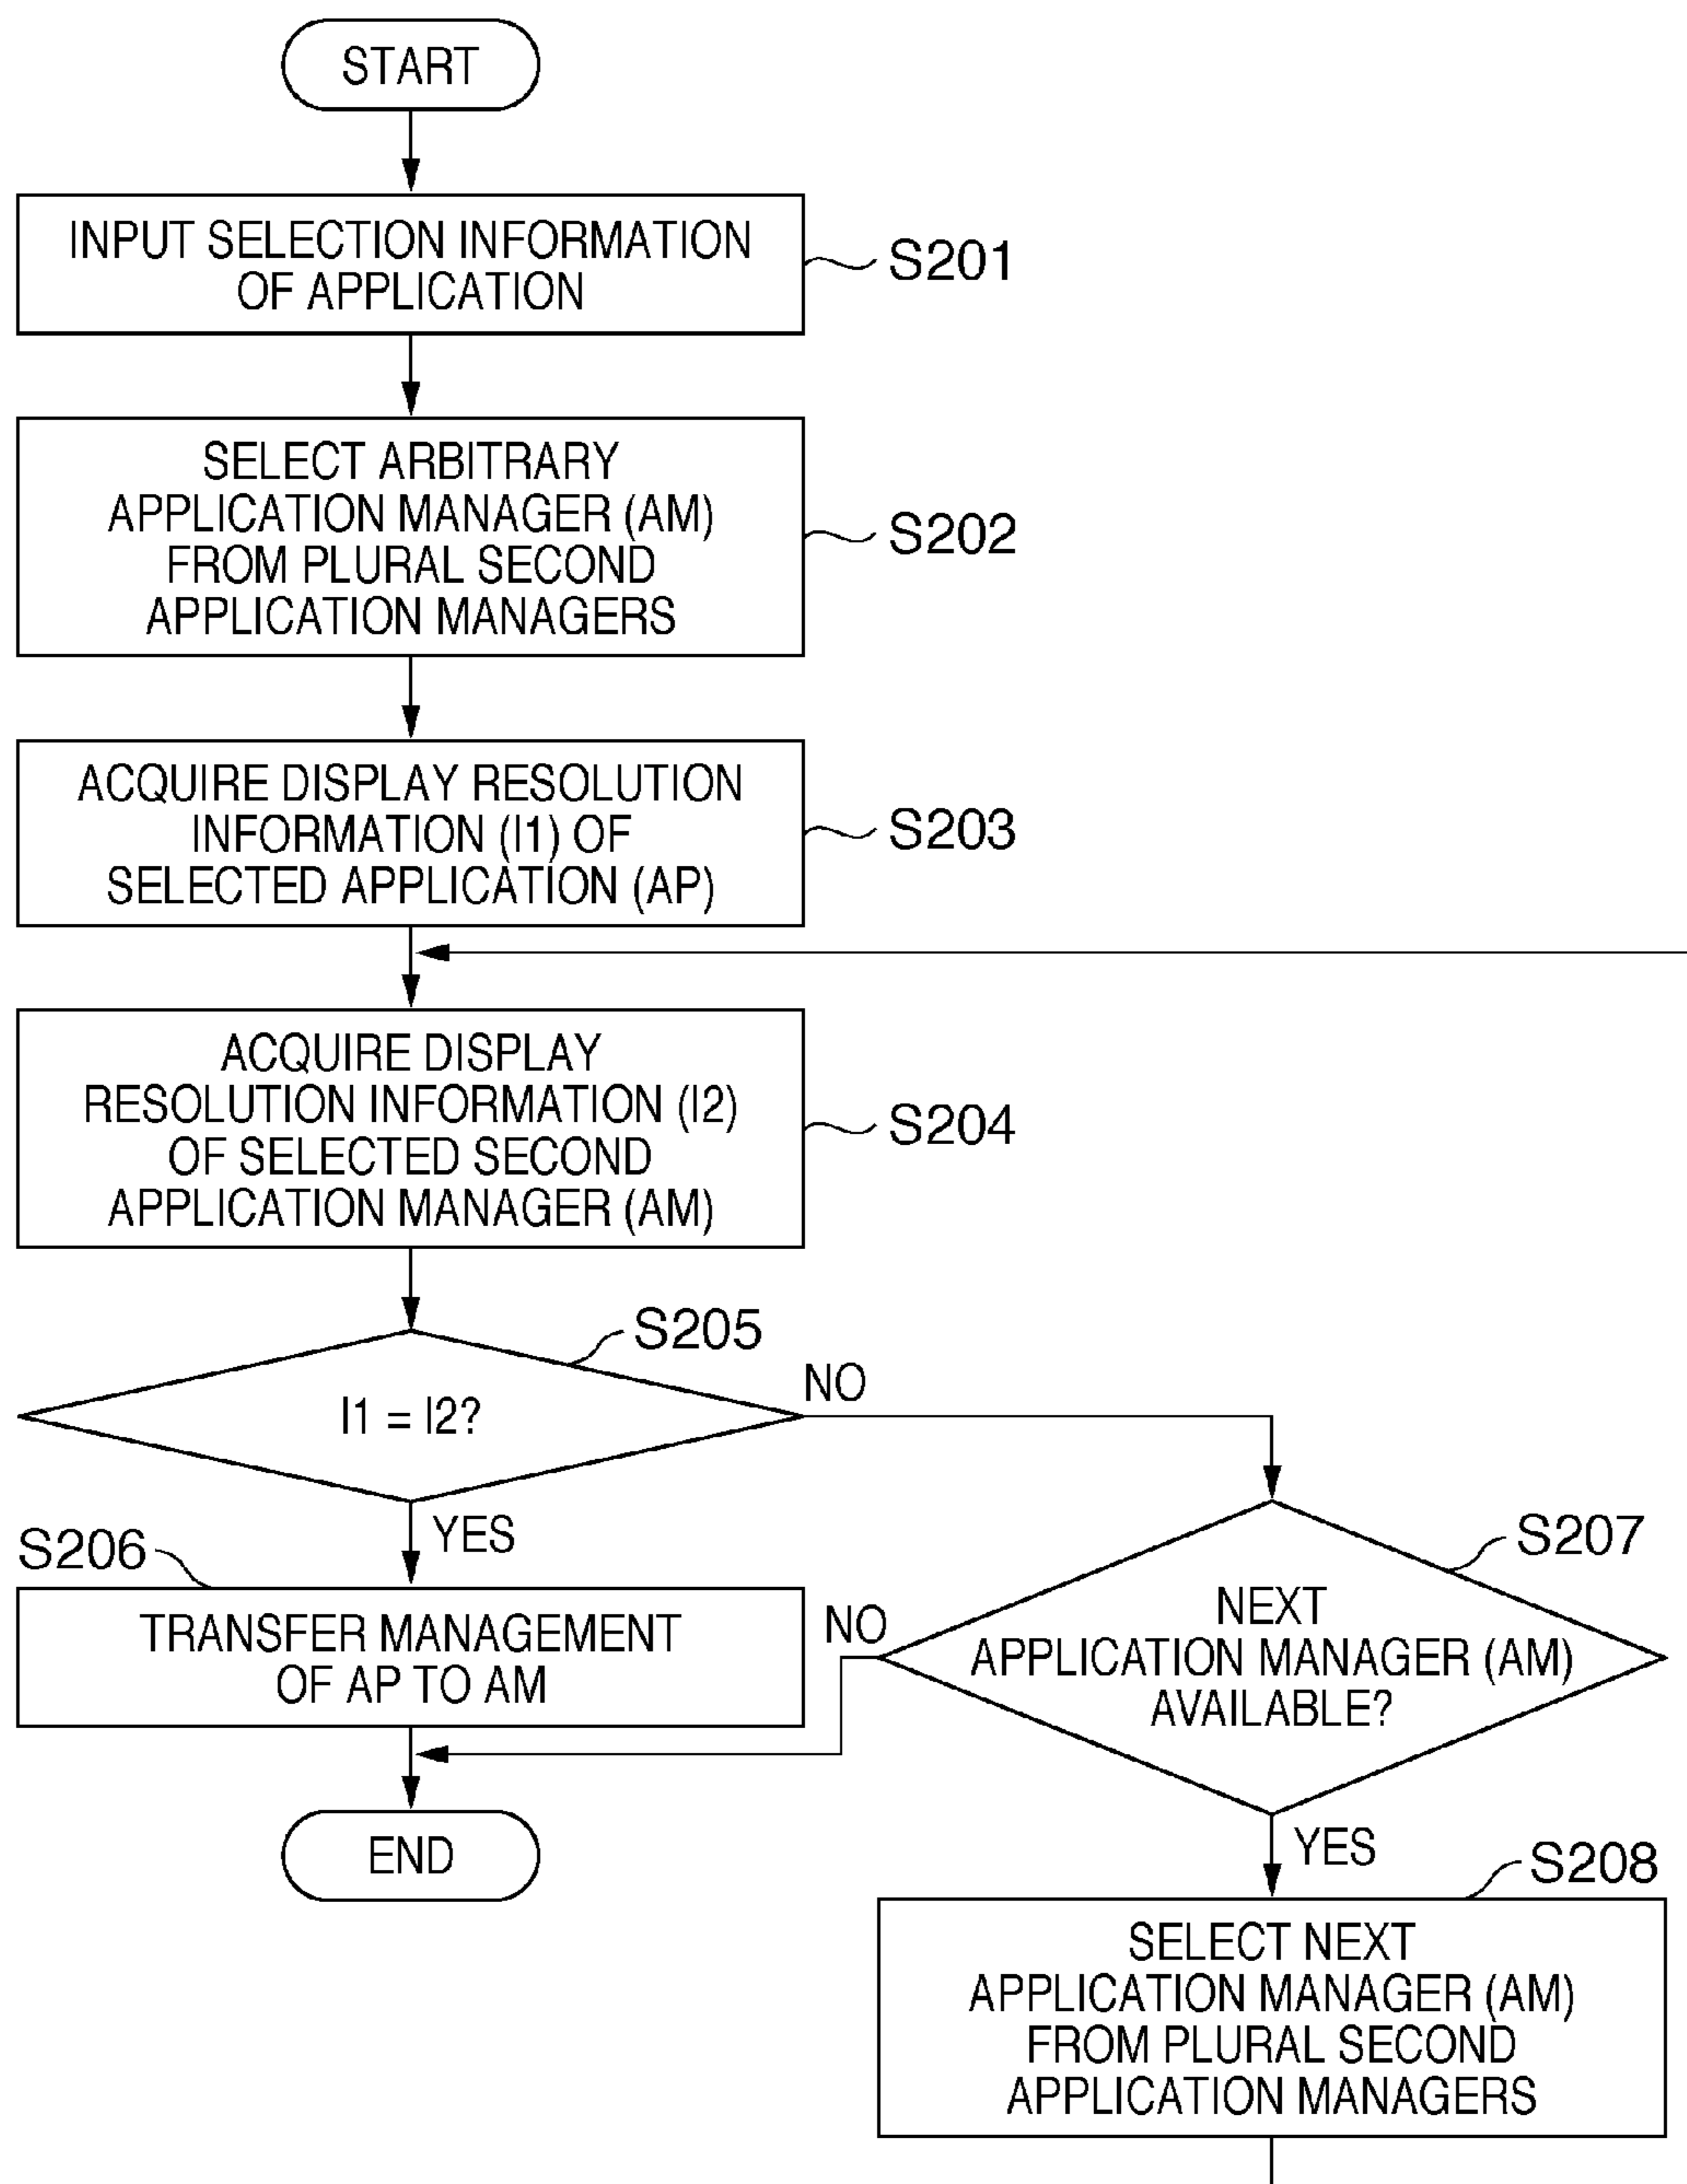 START
INPUT SELECTION INFORMATION
OF APPLICATION
S201
SELECT ARBITRARY
APPLICATION MANAGER (AM)
FROM PLURAL SECOND
APPLICATION MANAGERS
S202
ACQUIRE DISPLAY RESOLUTION
INFORMATION (I1) OF
SELECTED APPLICATION (AP)
S203
ACQUIRE DISPLAY
RESOLUTION INFORMATION (I2)
OF SELECTED SECOND
APPLICATION MANAGER (AM)
S204
S205
I1 = I2?
NO
YES
S206
TRANSFER MANAGEMENT
OF AP TO AM
S207
NEXT
APPLICATION MANAGER (AM)
AVAILABLE?
NO
END
YES
S208
SELECT NEXT
APPLICATION MANAGER (AM)
FROM PLURAL SECOND
APPLICATION MANAGERS